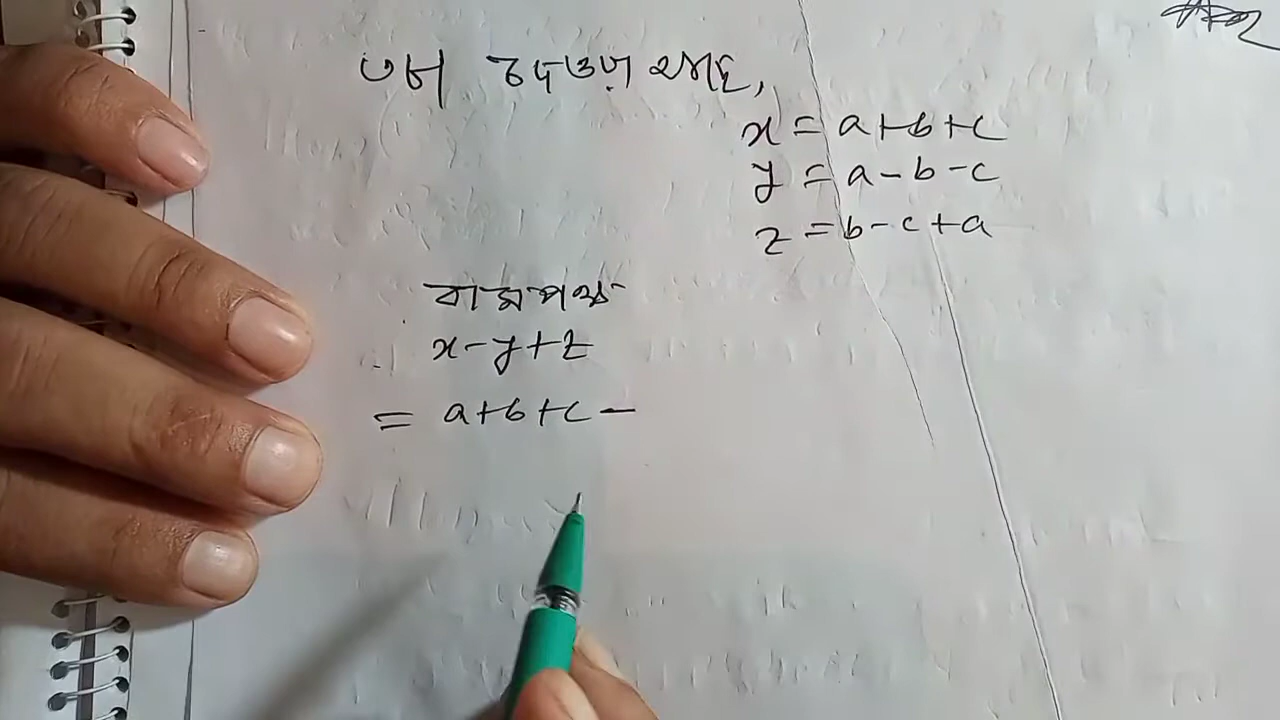 দেওয়া আছে,
x = a+b+c
y = a-b-c
z = b-c+a
বামপক্ষ
x-y+z
= a+b+c -